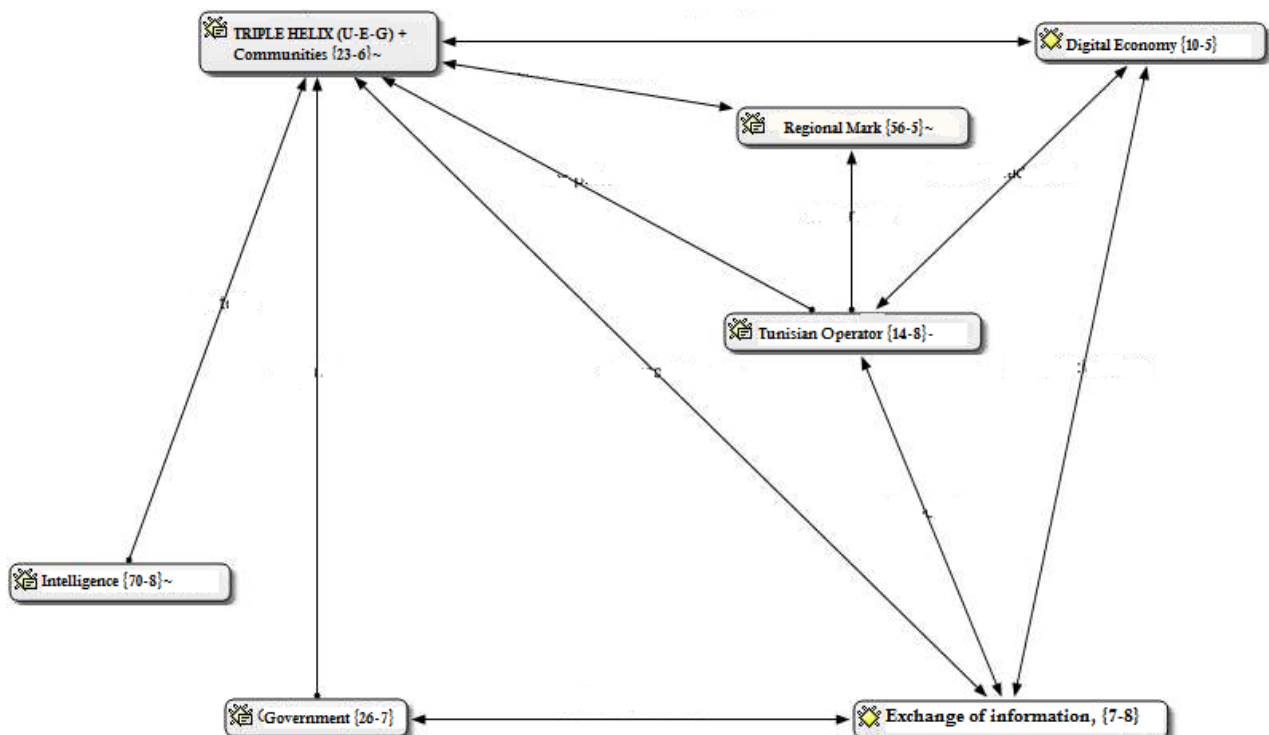 TRIPLE HELIX (U-E-G) +
Communities {23-6}~
Digital Economy {10-5}
Regional Mark {56-5}~
Tunisian Operator {14-8}-
Intelligence {70-8}~
Government {26-7}
Exchange of information, {7-8}